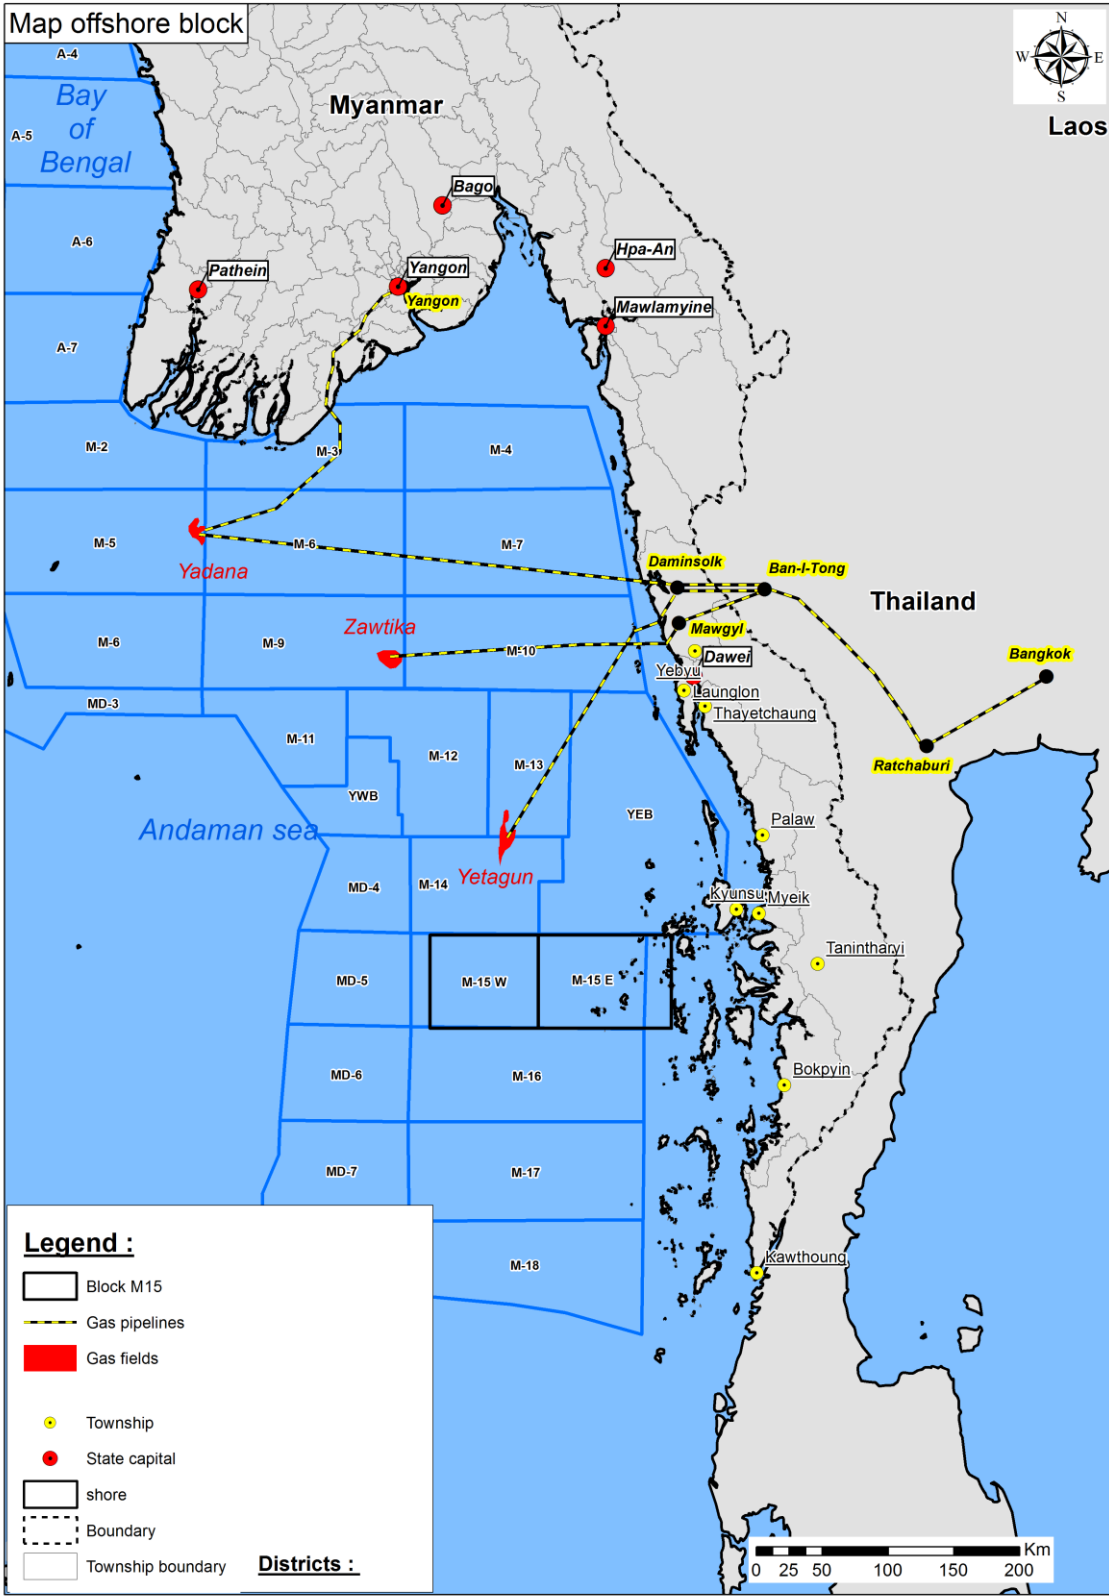 Map offshore block
N
W
E
S
A-4
Bay
of
Bengal
Myanmar
Laos
A-5
Bago
A-6
Hpa-An
Pathein
Yangon
Yangon
Mawlamyine
A-7
M-2
M-3
M-4
M-5
M-6
M-7
Yadana
Daminsolk
Ban-I-Tong
Thailand
Zawtika
Mawgyl
M-6
M-9
M-10
Dawei
Bangkok
Yebyu
Launglon
Thayetchaung
MD-3
M-11
M-12
M-13
Ratchaburi
YWB
YEB
Andaman sea
Palaw
Yetagun
MD-4
M-14
Kyunsu
Myeik
Tanintharyi
MD-5
M-15 W
M-15 E
MD-6
M-16
Bokpyin
MD-7
M-17
M-18
Kawthoung
Legend :
Block M15
Gas pipelines
Gas fields
Township
State capital
shore
Boundary
Township boundary
Districts :
Km
0 25 50 100 150 200